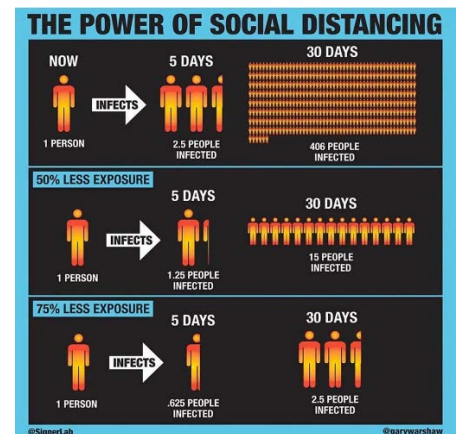 THE POWER OF SOCIAL DISTANCING
NOW
5 DAYS
30 DAYS
INFECTS
1 PERSON
2.5 PEOPLE
INFECTED
406 PEOPLE
INFECTED
50% LESS EXPOSURE
5 DAYS
30 DAYS
INFECTS
1 PERSON
1.25 PEOPLE
INFECTED
15 PEOPLE
INFECTED
75% LESS EXPOSURE
5 DAYS
30 DAYS
INFECTS
1 PERSON
.625 PEOPLE
INFECTED
2.5 PEOPLE
INFECTED
@SignerLab
@garywarshaw